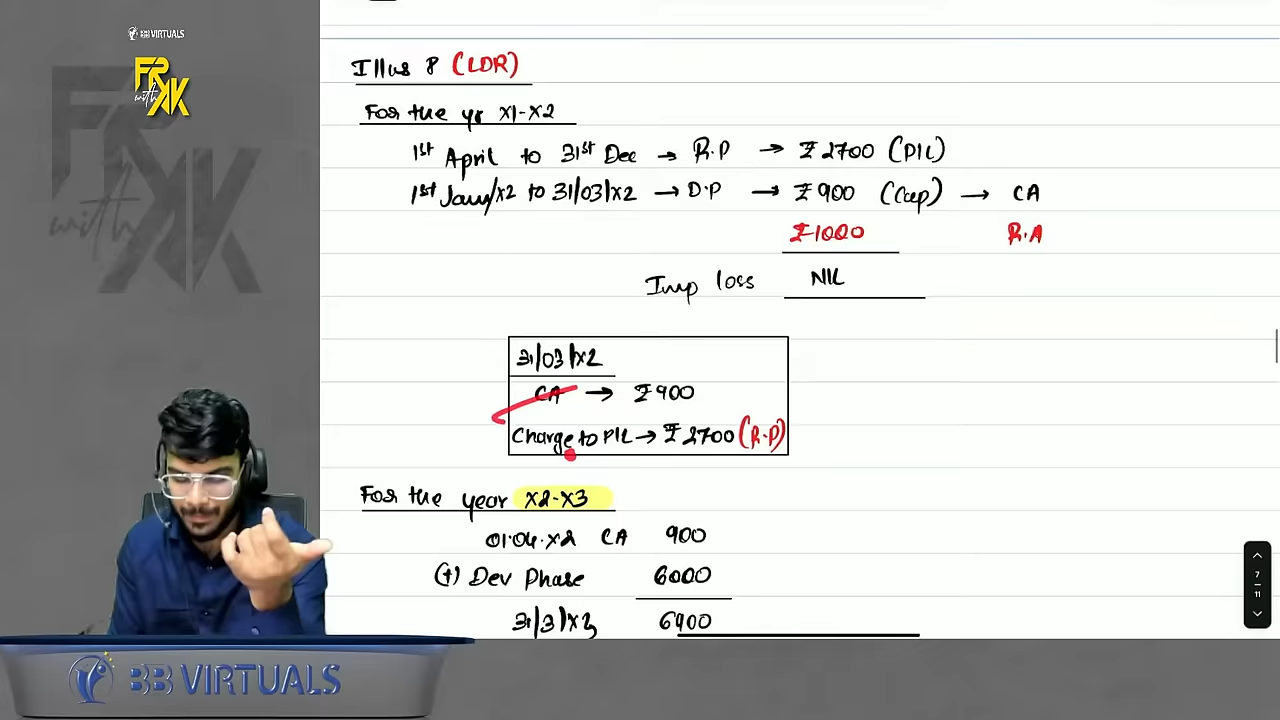 BB VIRTUALS
FR
with
KK
Illus 8 (LDR)
For the yr X1-X2
1st April to 31st Dec → R.P → ₹2700 (P|L)
1st Jan/X2 to 31/03/X2 → D.P → ₹900 (Cap) → CA
₹1000 R.A
Imp loss NIL
31/03/X2
CA → ₹900
Charge to P|L → ₹2700 (R.P)
For the year X2-X3
01.04.X2 CA 900
(+) Dev Phase 6000
31/3/X3 6900
7
11
BB VIRTUALS